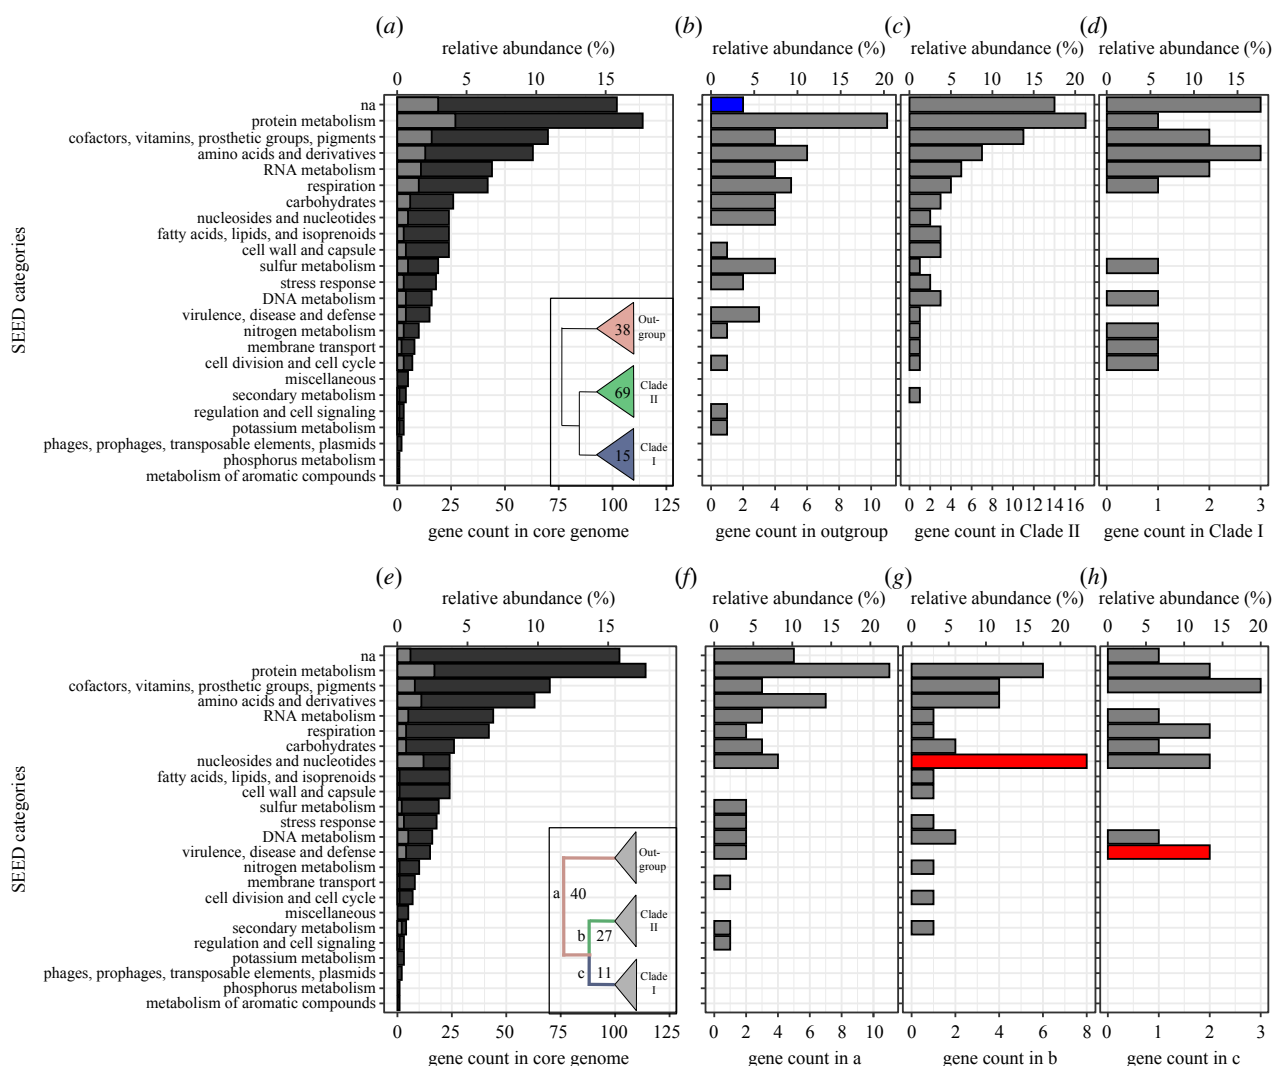 (a) (b) (c) (d)
relative abundance (%) relative abundance (%) relative abundance (%) relative abundance (%)
0 5 10 15 0 5 10 15 20 0 5 10 15 20 0 5 10 15
SEED categories
na
protein metabolism
cofactors, vitamins, prosthetic groups, pigments
amino acids and derivatives
RNA metabolism
respiration
carbohydrates
nucleosides and nucleotides
fatty acids, lipids, and isoprenoids
cell wall and capsule
sulfur metabolism
stress response
DNA metabolism
virulence, disease and defense
nitrogen metabolism
membrane transport
cell division and cell cycle
miscellaneous
secondary metabolism
regulation and cell signaling
potassium metabolism
phages, prophages, transposable elements, plasmids
phosphorus metabolism
metabolism of aromatic compounds
38 Out-
group
69 Clade
II
15 Clade
I
0 25 50 75 100 125 0 2 4 6 8 10 0 2 4 6 8 10 12 14 16 0 1 2 3
gene count in core genome gene count in outgroup gene count in Clade II gene count in Clade I
(e) (f) (g) (h)
relative abundance (%) relative abundance (%) relative abundance (%) relative abundance (%)
0 5 10 15 0 5 10 15 20 0 5 10 15 20 0 5 10 15 20
SEED categories
na
protein metabolism
cofactors, vitamins, prosthetic groups, pigments
amino acids and derivatives
RNA metabolism
respiration
carbohydrates
nucleosides and nucleotides
fatty acids, lipids, and isoprenoids
cell wall and capsule
sulfur metabolism
stress response
DNA metabolism
virulence, disease and defense
nitrogen metabolism
membrane transport
cell division and cell cycle
miscellaneous
secondary metabolism
regulation and cell signaling
potassium metabolism
phages, prophages, transposable elements, plasmids
phosphorus metabolism
metabolism of aromatic compounds
Out-
group
a 40
Clade
II
b 27
c 11
Clade
I
0 25 50 75 100 125 0 2 4 6 8 10 0 2 4 6 8 0 1 2 3
gene count in core genome gene count in a gene count in b gene count in c